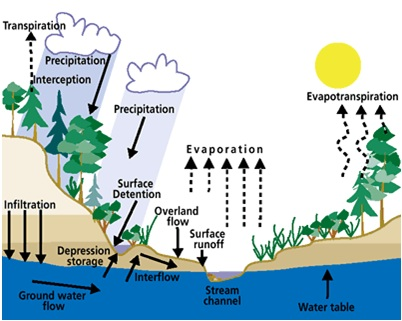 Transpiration
Precipitation
Interception
Precipitation
Evapotranspiration
Evaporation
Surface
Detention
Infiltration
Overland
flow
Surface
runoff
Depression
storage
Interflow
Ground water
flow
Stream
channel
Water table